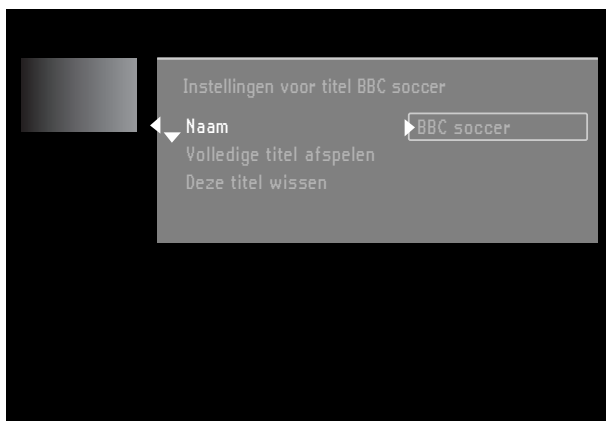 Instellingen voor titel BBC soccer
Naam BBC soccer
Volledige titel afspelen
Deze titel wissen